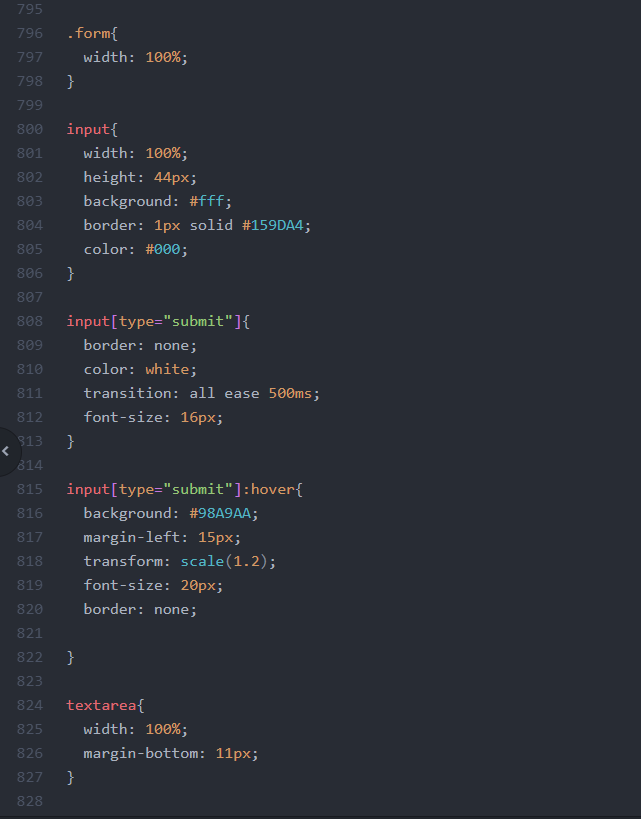 795
796 .form{
797 width: 100%;
798 }
799
800 input{
801 width: 100%;
802 height: 44px;
803 background: #fff;
804 border: 1px solid #159DA4;
805 color: #000;
806 }
807
808 input[type="submit"]{
809 border: none;
810 color: white;
811 transition: all ease 500ms;
812 font-size: 16px;
813 }
814
815 input[type="submit"]:hover{
816 background: #98A9AA;
817 margin-left: 15px;
818 transform: scale(1.2);
819 font-size: 20px;
820 border: none;
821
822 }
823
824 textarea{
825 width: 100%;
826 margin-bottom: 11px;
827 }
828